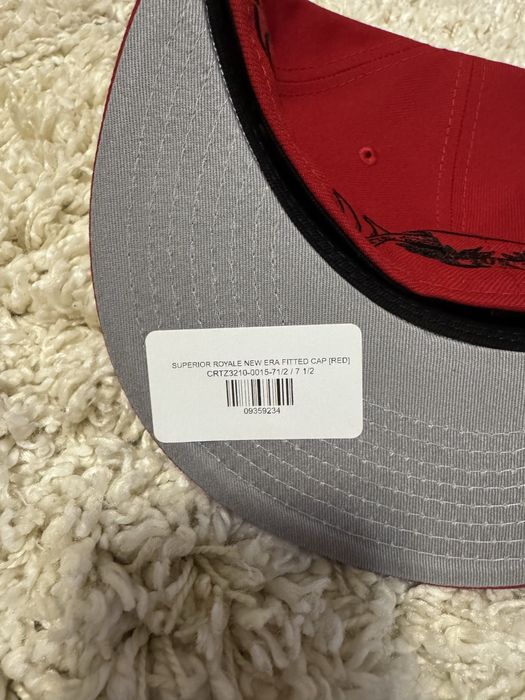 SUPERIOR ROYALE NEW ERA FITTED CAP [RED]
CRTZ3210-0015-71/2 / 7 1/2
09359234